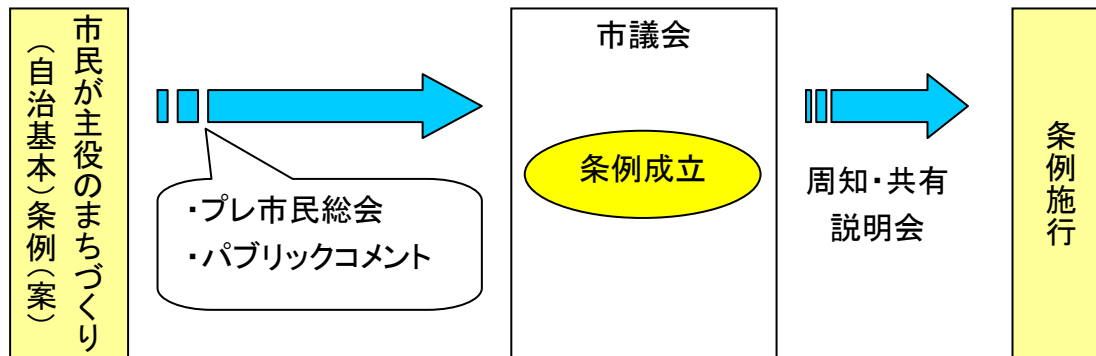 市民が主役のまちづくり
（自治基本）条例（案）
・プレ市民総会
・パブリックコメント
市議会
条例成立
周知・共有
説明会
条例施行